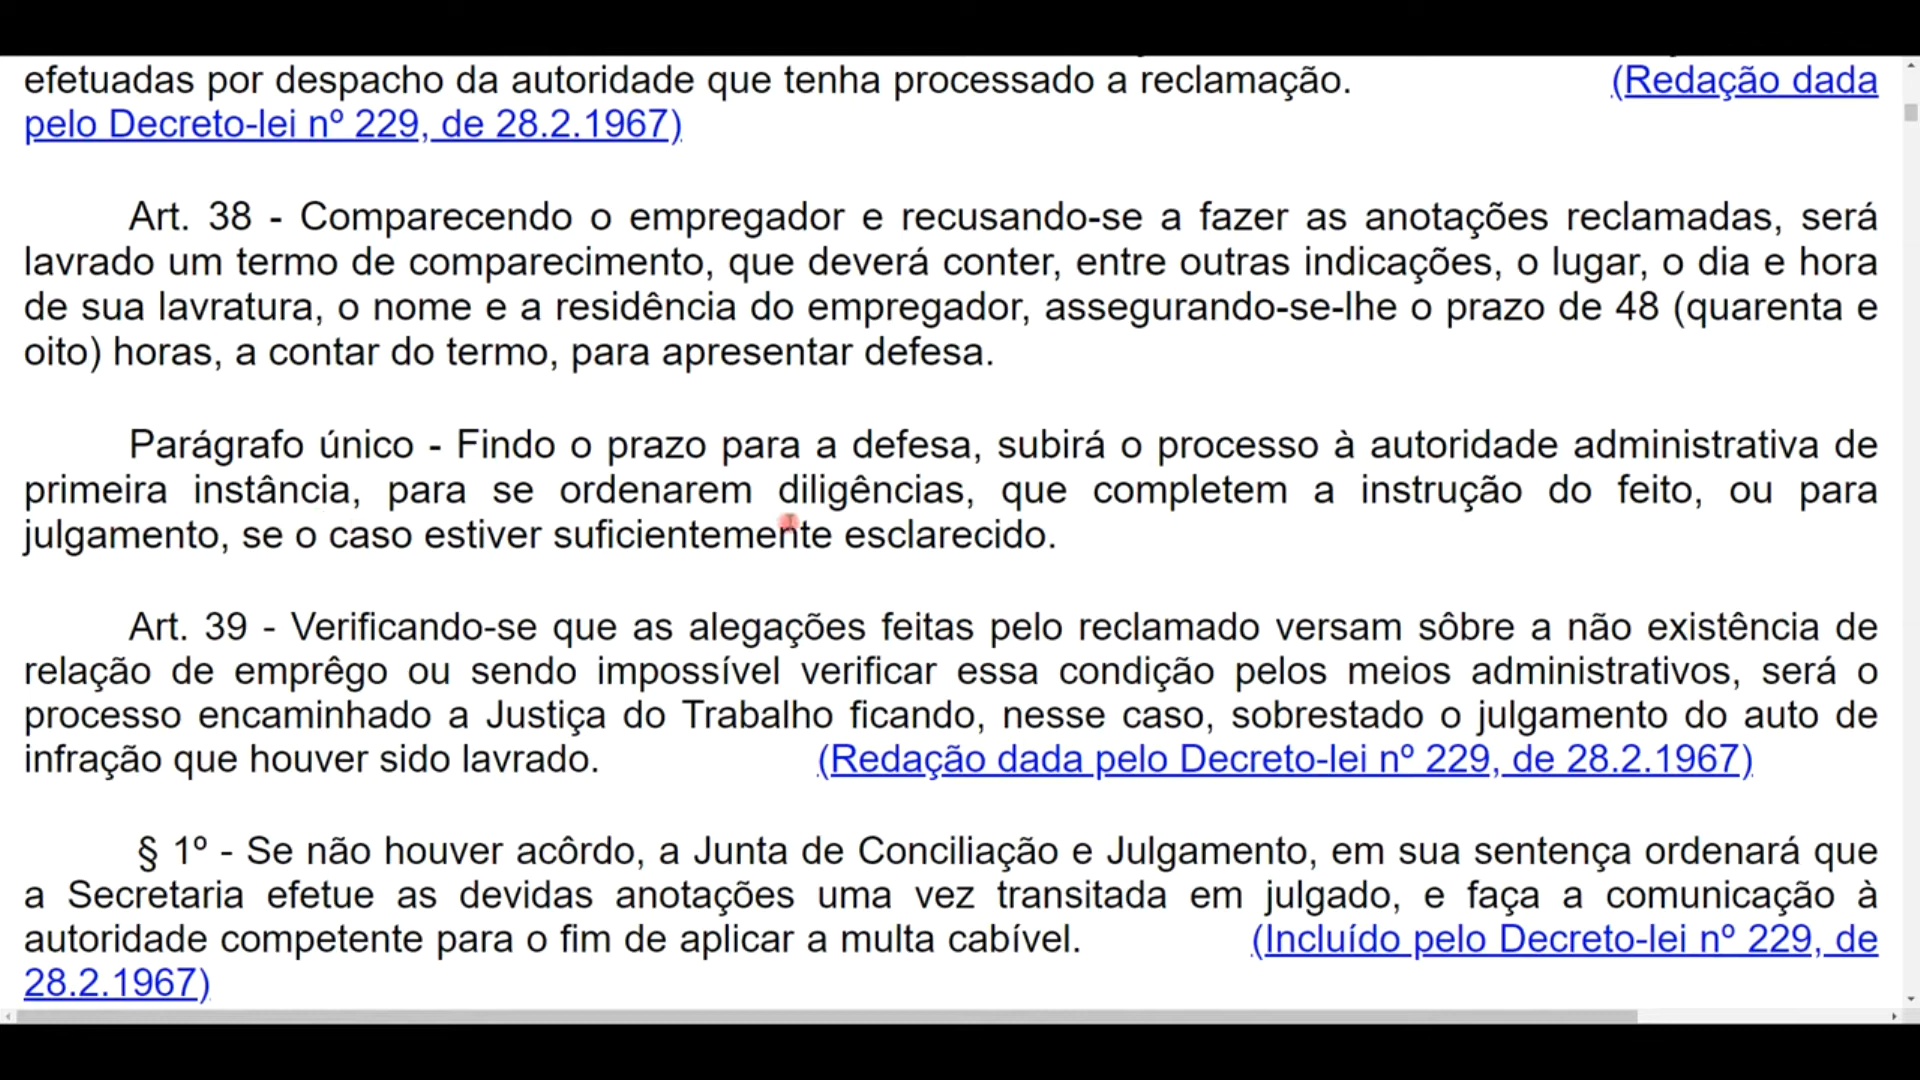 efetuadas por despacho da autoridade que tenha processado a reclamação. (Redação dada
pelo Decreto-lei nº 229, de 28.2.1967)
Art. 38 - Comparecendo o empregador e recusando-se a fazer as anotações reclamadas, será
lavrado um termo de comparecimento, que deverá conter, entre outras indicações, o lugar, o dia e hora
de sua lavratura, o nome e a residência do empregador, assegurando-se-lhe o prazo de 48 (quarenta e
oito) horas, a contar do termo, para apresentar defesa.
Parágrafo único - Findo o prazo para a defesa, subirá o processo à autoridade administrativa de
primeira instância, para se ordenarem diligências, que completem a instrução do feito, ou para
julgamento, se o caso estiver suficientemente esclarecido.
Art. 39 - Verificando-se que as alegações feitas pelo reclamado versam sôbre a não existência de
relação de emprêgo ou sendo impossível verificar essa condição pelos meios administrativos, será o
processo encaminhado a Justiça do Trabalho ficando, nesse caso, sobrestado o julgamento do auto de
infração que houver sido lavrado. (Redação dada pelo Decreto-lei nº 229, de 28.2.1967)
§ 1º - Se não houver acôrdo, a Junta de Conciliação e Julgamento, em sua sentença ordenará que
a Secretaria efetue as devidas anotações uma vez transitada em julgado, e faça a comunicação à
autoridade competente para o fim de aplicar a multa cabível. (Incluído pelo Decreto-lei nº 229, de
28.2.1967)